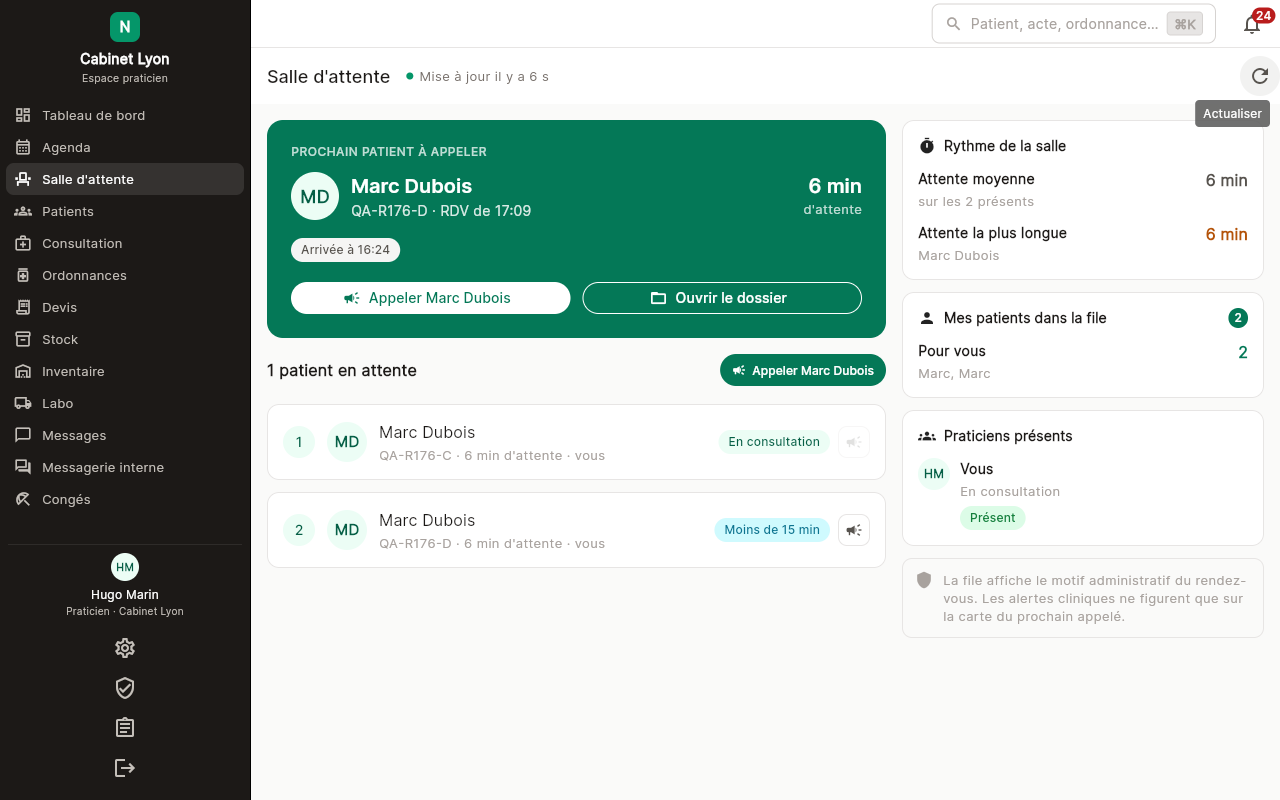 N
Cabinet Lyon
Espace praticien
Tableau de bord
Agenda
Salle d'attente
Patients
Consultation
Ordonnances
Devis
Stock
Inventaire
Labo
Messages
Messagerie interne
Congés
HM
Hugo Marin
Praticien · Cabinet Lyon
Patient, acte, ordonnance... ⌘K
24
Salle d'attente
Mise à jour il y a 6 s
Actualiser
PROCHAIN PATIENT À APPELER
MD
Marc Dubois
QA-R176-D · RDV de 17:09
6 min
d'attente
Arrivée à 16:24
Appeler Marc Dubois
Ouvrir le dossier
1 patient en attente
Appeler Marc Dubois
1
MD
Marc Dubois
QA-R176-C · 6 min d'attente · vous
En consultation
2
MD
Marc Dubois
QA-R176-D · 6 min d'attente · vous
Moins de 15 min
Rythme de la salle
Attente moyenne
6 min
sur les 2 présents
Attente la plus longue
6 min
Marc Dubois
Mes patients dans la file
2
Pour vous
2
Marc, Marc
Praticiens présents
HM
Vous
En consultation
Présent
La file affiche le motif administratif du rendez-
vous. Les alertes cliniques ne figurent que sur
la carte du prochain appelé.